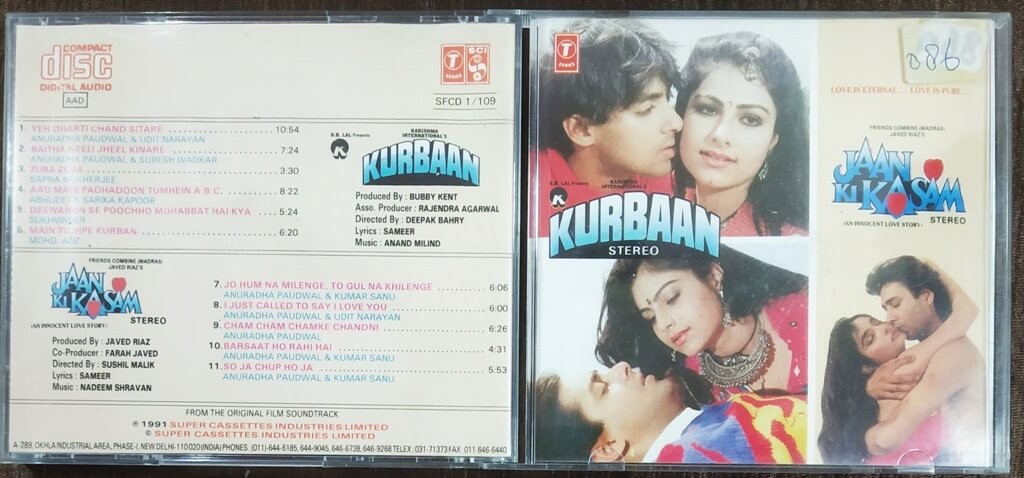 COMPACT
disc
DIGITAL AUDIO
AAD
T
SERIES
SCI
SFCD 1/109
1. YEH DHARTI CHAND SITARE 10:54
ANURADHA PAUDWAL & UDIT NARAYAN
2. BAITHA NEELI JHEEL KINARE 7:24
ANURADHA PAUDWAL & SURESH WADKAR
3. ZUBA ZUBA 3:30
SAPNA MUKHERJEE
4. AAO MAIN PADHADOON TUMHEIN A.B.C. 8:22
ABHIJEET & SARIKA KAPOOR
5. DEEWANON SE POOCHHO MOHABBAT HAI KYA 5:24
SUKHVINDER
6. MAIN TUJHPE KURBAN 6:20
MOHD. AZIZ
B.B. LAL Presents
KARISHMA
INTERNATIONAL'S
K
KURBAAN
Produced By : BUBBY KENT
Asso. Producer : RAJENDRA AGARWAL
Directed By : DEEPAK BAHRY
Lyrics : SAMEER
Music : ANAND MILIND
FRIENDS COMBINE (MADRAS)
JAVED RIAZ'S
JAAN
KI KASAM
STEREO
(AN INNOCENT LOVE STORY)
Produced By : JAVED RIAZ
Co-Producer : FARAH JAVED
Directed By : SUSHIL MALIK
Lyrics : SAMEER
Music : NADEEM SHRAVAN
7. JO HUM NA MILENGE, TO GUL NA KHILENGE 6:06
ANURADHA PAUDWAL & KUMAR SANU
8. I JUST CALLED TO SAY I LOVE YOU 6:00
ANURADHA PAUDWAL & UDIT NARAYAN
9. CHAM CHAM CHAMKE CHANDNI 6:26
ANURADHA PAUDWAL
10. BARSAAT HO RAHI HAI 4:31
ANURADHA PAUDWAL & KUMAR SANU
11. SO JA CHUP HO JA 5:53
ANURADHA PAUDWAL & KUMAR SANU
FROM THE ORIGINAL FILM SOUNDTRACK
℗ 1991 SUPER CASSETTES INDUSTRIES LIMITED
© SUPER CASSETTES INDUSTRIES LIMITED
A-289, OKHLA INDUSTRIAL AREA, PHASE-I, NEW DELHI-110 020 (INDIA) PHONES. (011)-644-6185, 644-9045, 646-6738, 646-9268 TELEX : 031-71373 FAX 011-646-6440
T
SERIES
086
LOVE IS ETERNAL.... LOVE IS PURE....
FRIENDS COMBINE (MADRAS)
JAVED RIAZ'S
JAAN
KI KASAM
STEREO
(AN INNOCENT LOVE STORY)
B.B. LAL Presents
KARISHMA
INTERNATIONAL'S
K
KURBAAN
STEREO